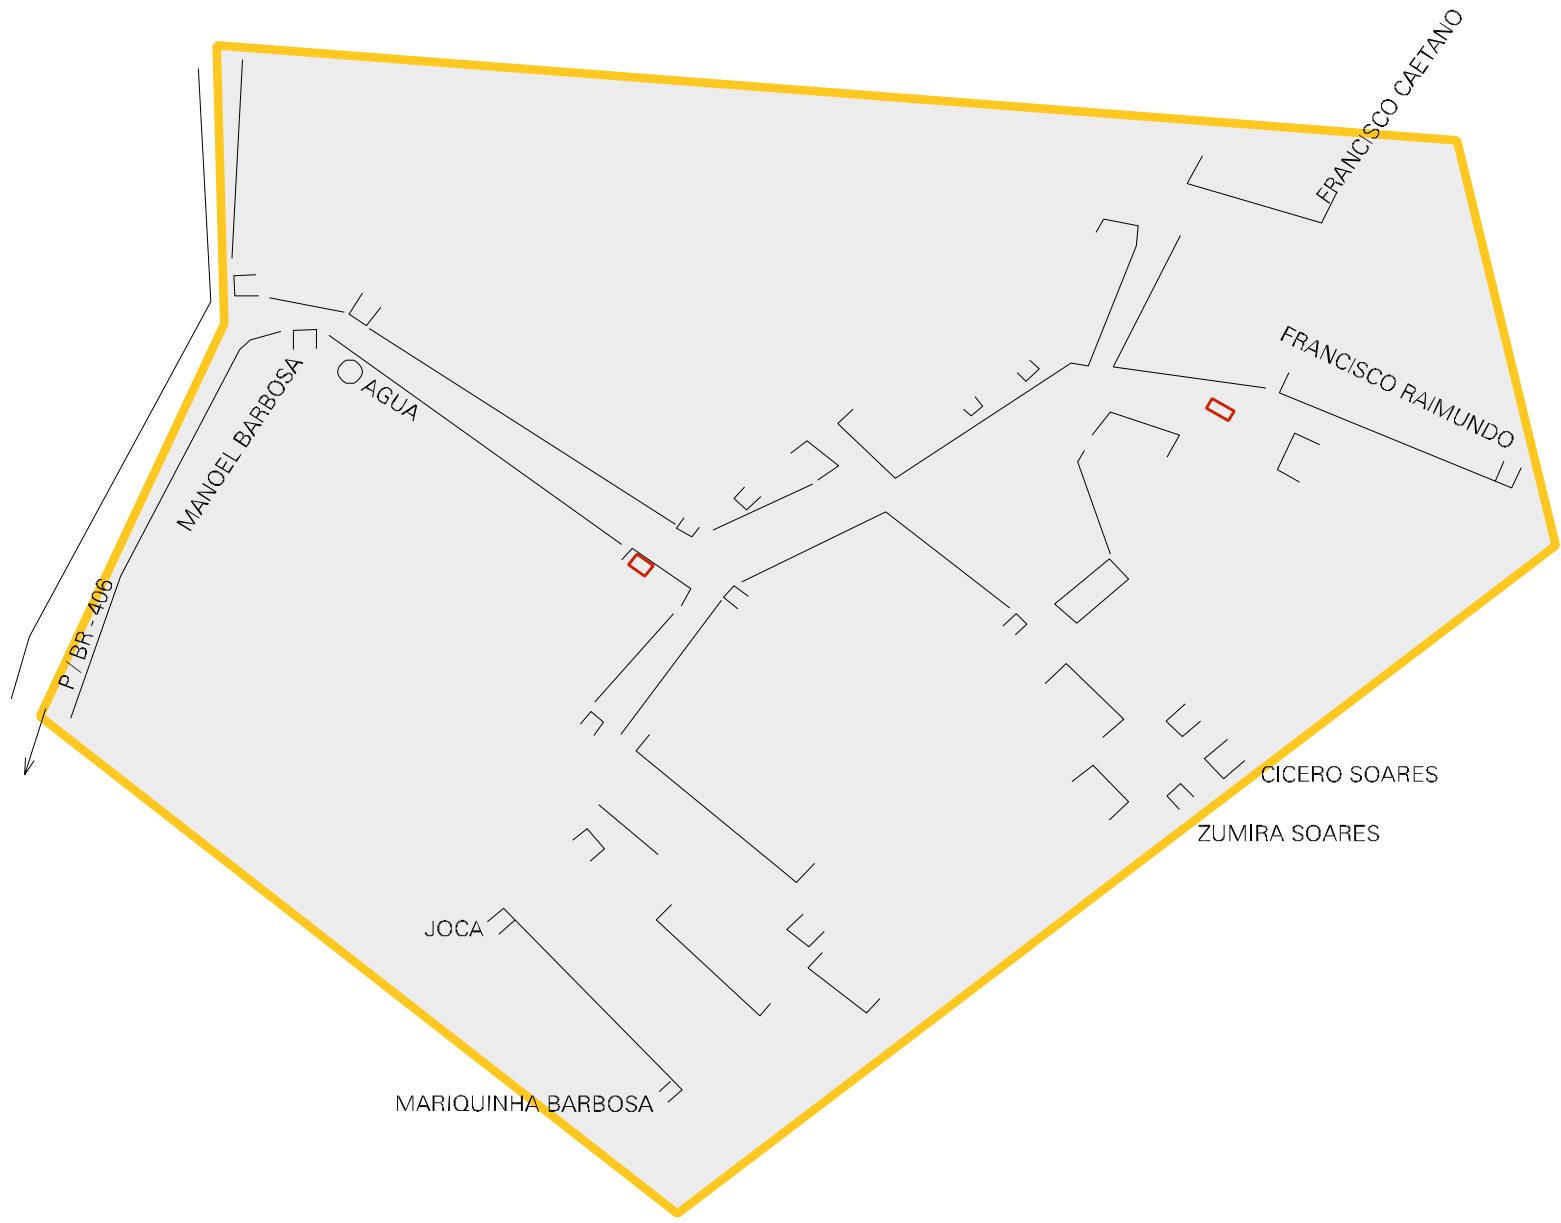 FRANCISCO CAETANO
FRANCISCO RAIMUNDO
MANOEL BARBOSA
AGUA
P / BR - 406
CICERO SOARES
ZUMIRA SOARES
JOCA
MARIQUINHA BARBOSA